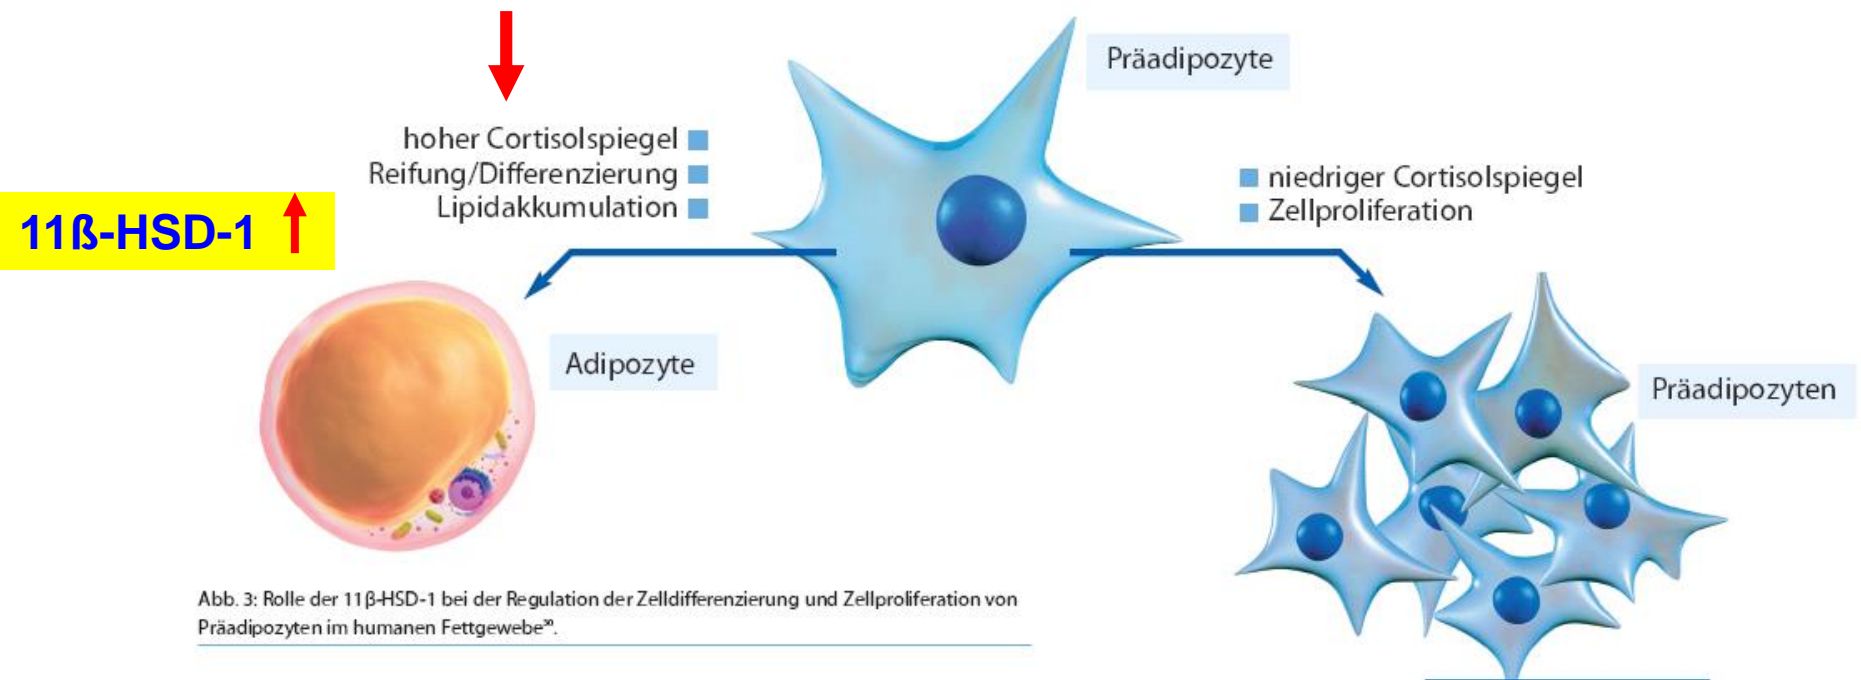 Präadipozyte
hoher Cortisolspiegel
Reifung/Differenzierung
Lipidakkumulation
niedriger Cortisolspiegel
Zellproliferation
11ß-HSD-1
Adipozyte
Präadipozyten
Abb. 3: Rolle der 11β-HSD-1 bei der Regulation der Zelldifferenzierung und Zellproliferation von
Präadipozyten im humanen Fettgewebe³⁰.